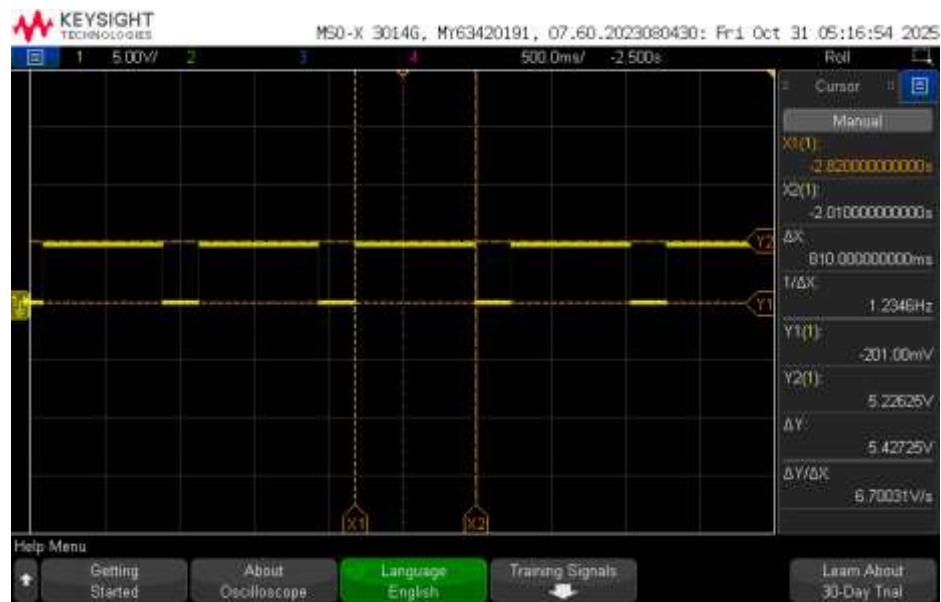 KEYSIGHT
TECHNOLOGIES
MSO-X 3014G, MY63420191, 07.60.2023080430: Fri Oct 31 05:16:54 2025
1 5.00V/ 2 3 4 500.0ms/ -2.500s Roll
Cursor
Manual
X1(1):
-2.820000000000s
X2(1):
-2.010000000000s
ΔX:
810.000000000ms
1/ΔX:
1.2346Hz
Y1(1):
-201.00mV
Y2(1):
5.22625V
ΔY:
5.42725V
ΔY/ΔX:
6.70031V/s
Y2
Y1
X1 X2
Help Menu
Getting Started
About Oscilloscope
Language English
Training Signals
Learn About 30-Day Trial